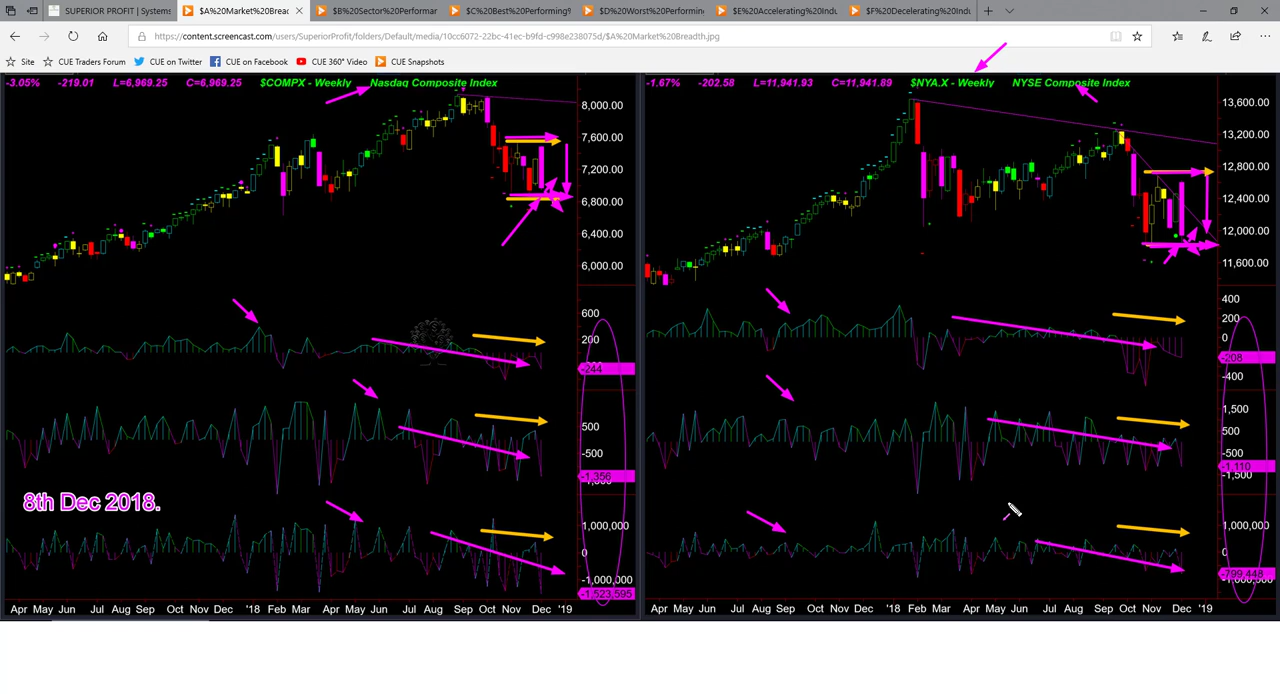 SUPERIOR PROFIT | Systems
$A%20Market%20Bread
$B%20Sector%20Performan
$C%20Best%20Performing%
$D%20Worst%20Performin
$E%20Accelerating%20Indu
$F%20Decelerating%20Indu
https://content.screencast.com/users/SuperiorProfit/folders/Default/media/10cc6072-22bc-41ec-b9fd-c998e238075d/$A%20Market%20Breadth.jpg
Site
CUE Traders Forum
CUE on Twitter
CUE on Facebook
CUE 360° Video
CUE Snapshots
-3.05% -219.01 L=6,969.25 C=6,969.25 $COMPX - Weekly Nasdaq Composite Index
8,000.00
7,600.00
7,200.00
6,800.00
6,400.00
6,000.00
600
200
-244
500
-500
-1,356
1,000,000
0
-1,000,000
-1,523,595
8th Dec 2018.
Apr May Jun Jul Aug Sep Oct Nov Dec '18 Feb Mar Apr May Jun Jul Aug Sep Oct Nov Dec '19
-1.67% -202.58 L=11,941.93 C=11,941.89 $NYA.X - Weekly NYSE Composite Index
13,600.00
13,200.00
12,800.00
12,400.00
12,000.00
11,600.00
400
200
0
-208
-400
1,500
500
-500
-1,110
-1,500
1,000,000
0
-799,448
Apr May Jun Jul Aug Sep Oct Nov Dec '18 Feb Mar Apr May Jun Jul Aug Sep Oct Nov Dec '19